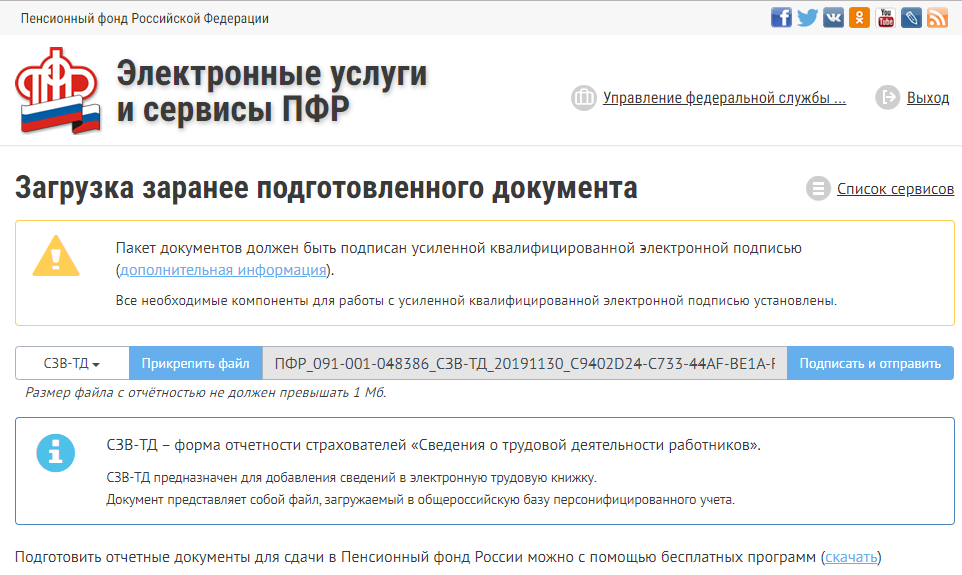 Пенсионный фонд Российской Федерации
You Tube
Электронные услуги
и сервисы ПФР
Управление федеральной службы ...
Выход
Загрузка заранее подготовленного документа
Список сервисов
Пакет документов должен быть подписан усиленной квалифицированной электронной подписью
(дополнительная информация).
Все необходимые компоненты для работы с усиленной квалифицированной электронной подписью установлены.
СЗВ-ТД Прикрепить файл ПФР_091-001-048386_СЗВ-ТД_20191130_C9402D24-C733-44AF-BE1A-F Подписать и отправить
Размер файла с отчётностью не должен превышать 1 Мб.
СЗВ-ТД – форма отчетности страхователей «Сведения о трудовой деятельности работников».
СЗВ-ТД предназначен для добавления сведений в электронную трудовую книжку.
Документ представляет собой файл, загружаемый в общероссийскую базу персонифицированного учета.
Подготовить отчетные документы для сдачи в Пенсионный фонд России можно с помощью бесплатных программ (скачать)